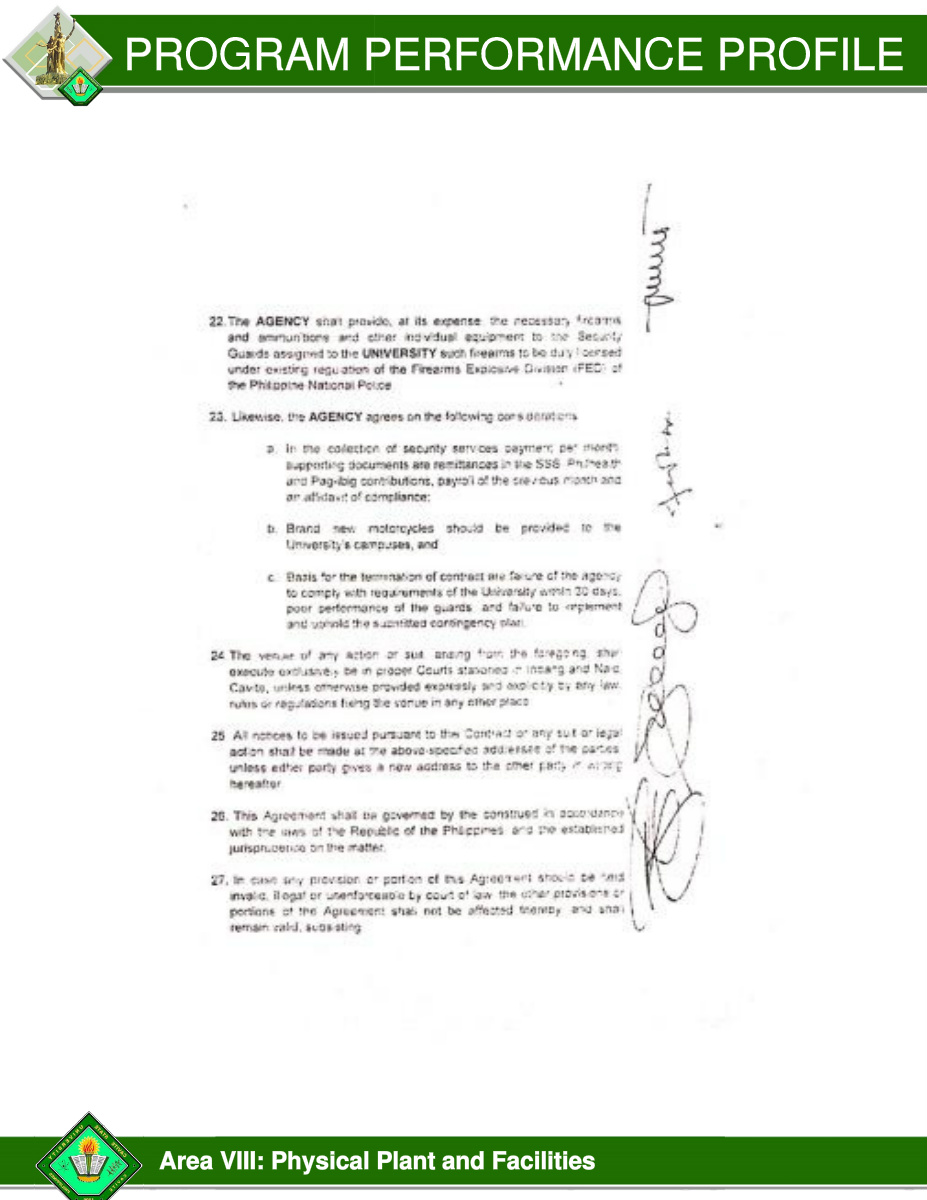 PROGRAM PERFORMANCE PROFILE
22. The AGENCY shall provide, at its expense, the necessary firearms
and ammunitions and other individual equipment to the Security
Guards assigned to the UNIVERSITY such firearms to be duly licensed
under existing regulation of the Firearms Explosive Division (FED) of
the Philippine National Police
23. Likewise, the AGENCY agrees on the following considerations
a. In the collection of security services payment per month,
supporting documents are remittances in the SSS, Philhealth
and Pag-ibig contributions, payroll of the previous month and
an affidavit of compliance;
b. Brand new motorcycles should be provided to the
University's campuses, and
c. Basis for the termination of contract are failure of the agency
to comply with requirements of the University within 30 days,
poor performance of the guards, and failure to implement
and uphold the submitted contingency plan.
24 The venue of any action or suit, arising from the foregoing, shall
execute exclusively be in proper Courts stationed in Indang and Naic,
Cavite, unless otherwise provided expressly and explicitly by any law,
rules or regulations fixing the venue in any other place
25 All notices to be issued pursuant to this Contract or any suit or legal
action shall be made at the above-specified addresses of the parties
unless either party gives a new address to the other party in writing
hereafter
26. This Agreement shall be governed by the construed in accordance
with the laws of the Republic of the Philippines, and the established
jurisprudence on the matter.
27. In case any provision or portion of this Agreement should be held
invalid, illegal or unenforceable by court of law, the other provisions or
portions of the Agreement shall not be affected thereby, and shall
remain valid, subsisting
Area VIII: Physical Plant and Facilities